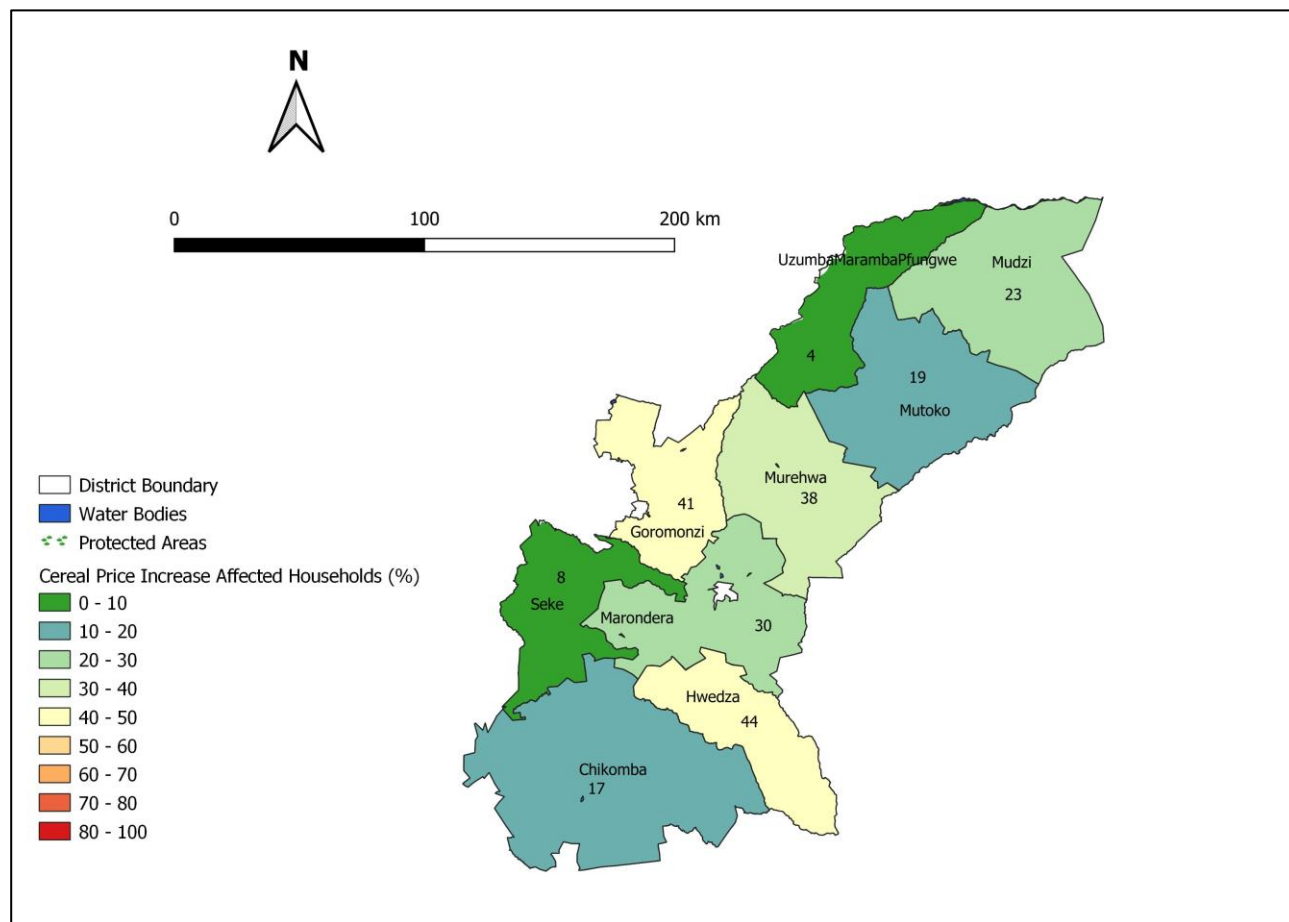 N
0 100 200 km
UzumbaMarambaPfungwe
Mudzi
23
4
19
Mutoko
Murehwa
38
41
Goromonzi
8
Seke
Marondera
30
Hwedza
44
Chikomba
17
District Boundary
Water Bodies
Protected Areas
Cereal Price Increase Affected Households (%)
0 - 10
10 - 20
20 - 30
30 - 40
40 - 50
50 - 60
60 - 70
70 - 80
80 - 100